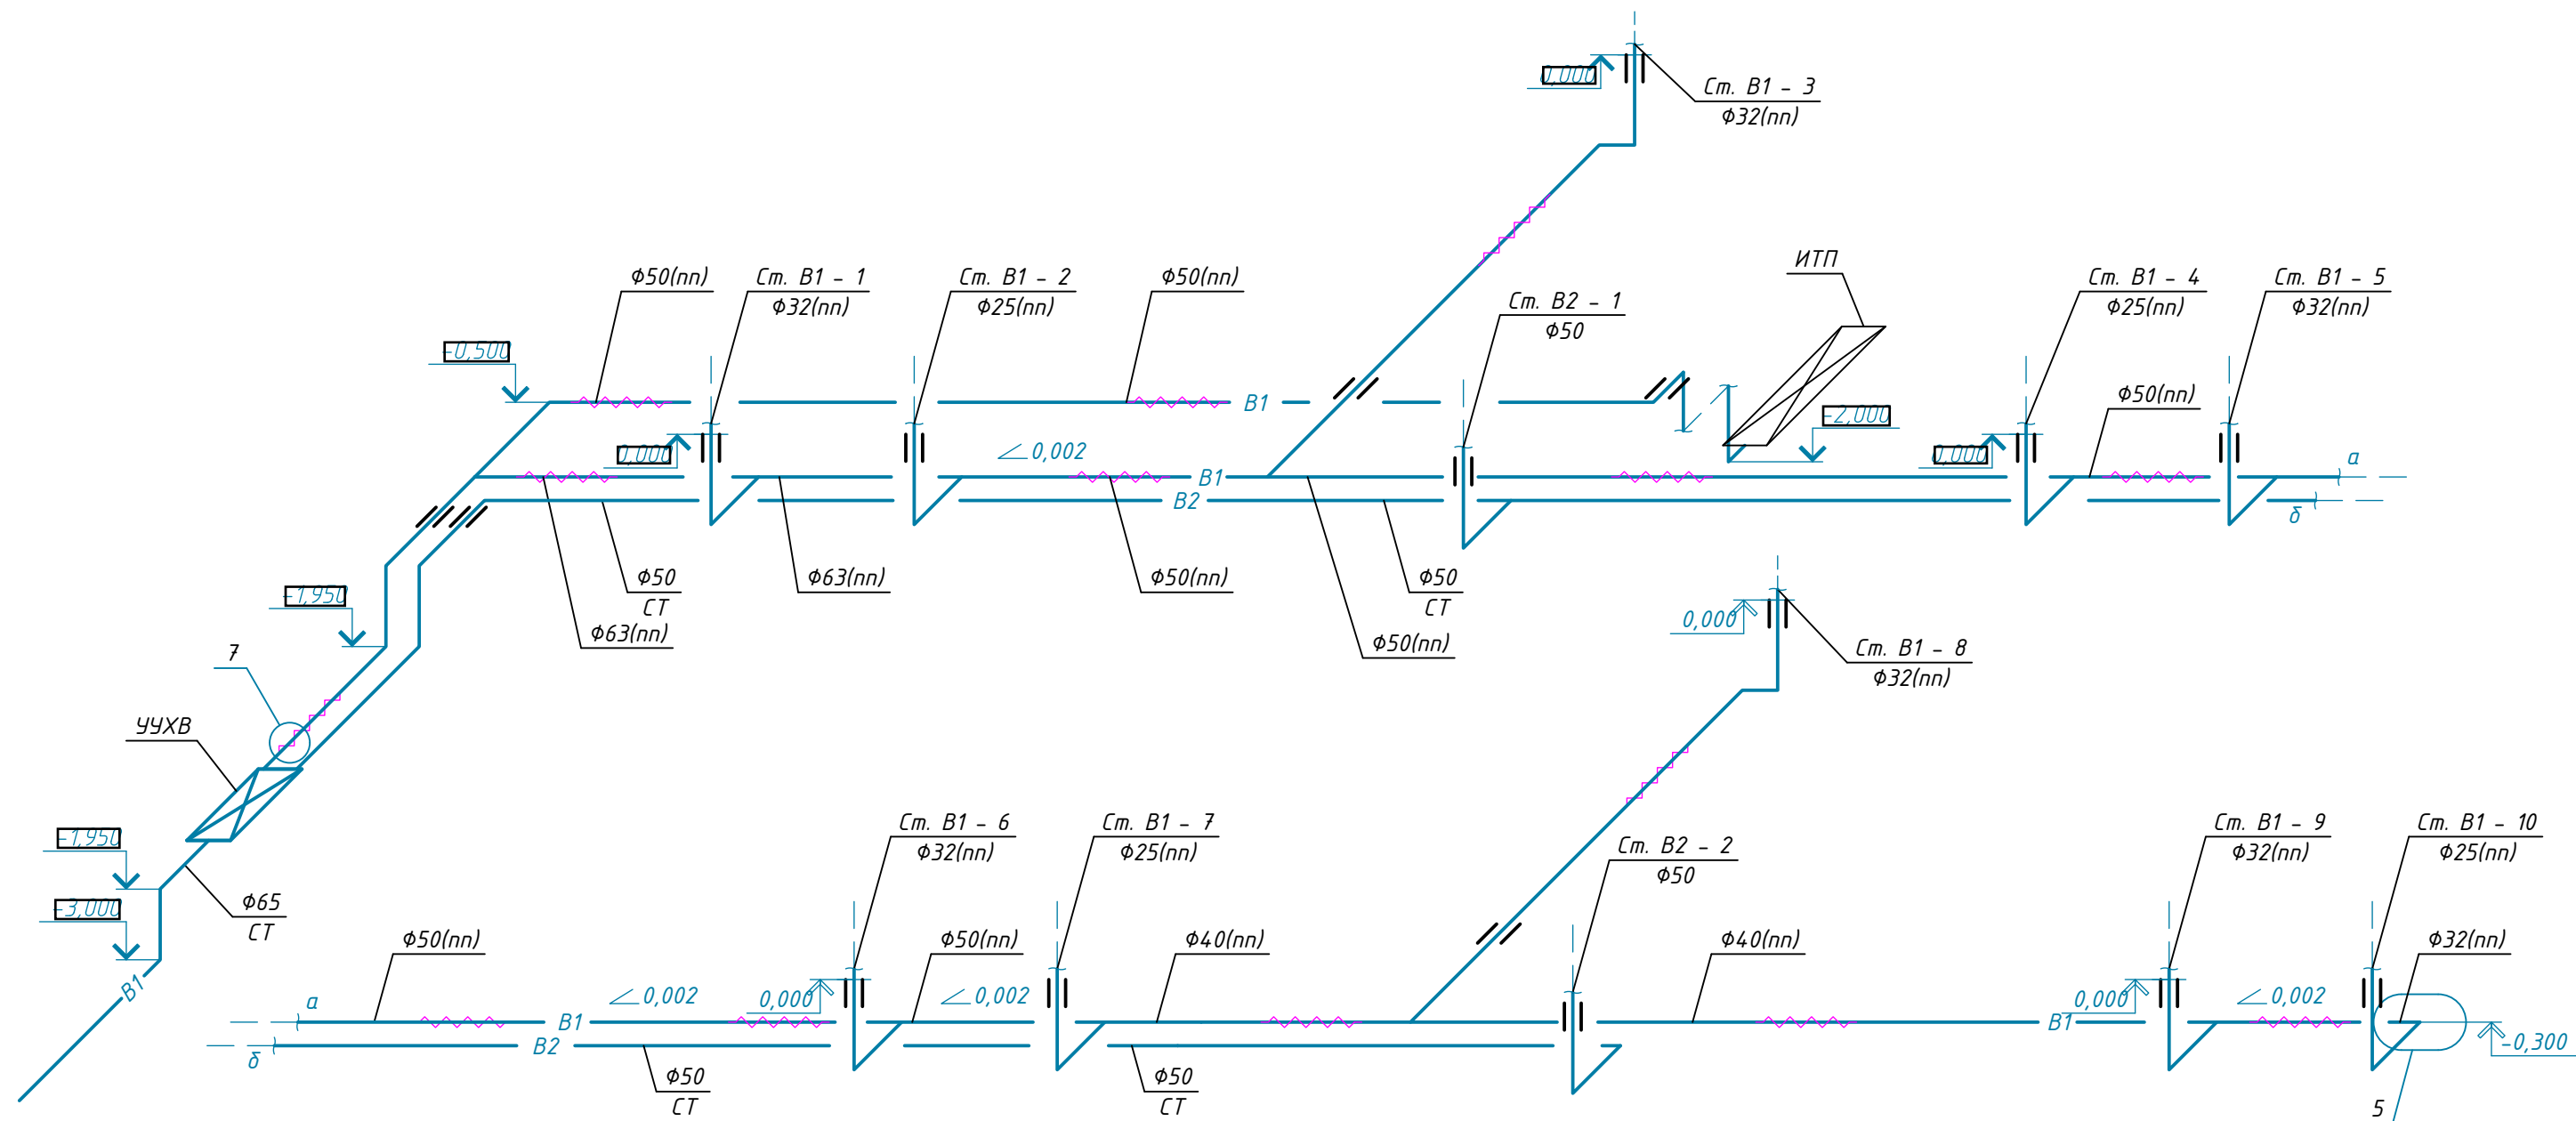 0,000
Ст. В1 - 3
Ф32(пп)
ИТП
Ф50(пп)
Ст. В1 - 1
Ф32(пп)
Ст. В1 - 2
Ф25(пп)
Ф50(пп)
Ст. В2 - 1
Ф50
Ст. В1 - 4
Ф25(пп)
Ст. В1 - 5
Ф32(пп)
-0,500
Ф50(пп)
В1
-2,000
0,000
0,002
0,000
а
В1
В2
б
-1,950
Ф50
СТ
Ф63(пп)
Ф63(пп)
Ф50(пп)
Ф50
СТ
Ф50(пп)
0,000
Ст. В1 - 8
Ф32(пп)
7
УУХВ
-1,950
-3,000
Ф65
СТ
В1
Ст. В1 - 6
Ф32(пп)
Ст. В1 - 7
Ф25(пп)
Ст. В2 - 2
Ф50
Ст. В1 - 9
Ф32(пп)
Ст. В1 - 10
Ф25(пп)
Ф50(пп)
Ф50(пп)
Ф40(пп)
Ф40(пп)
Ф32(пп)
а
0,002
0,000
0,002
0,000
0,002
В1
В1
б
В2
-0,300
Ф50
СТ
Ф50
СТ
5